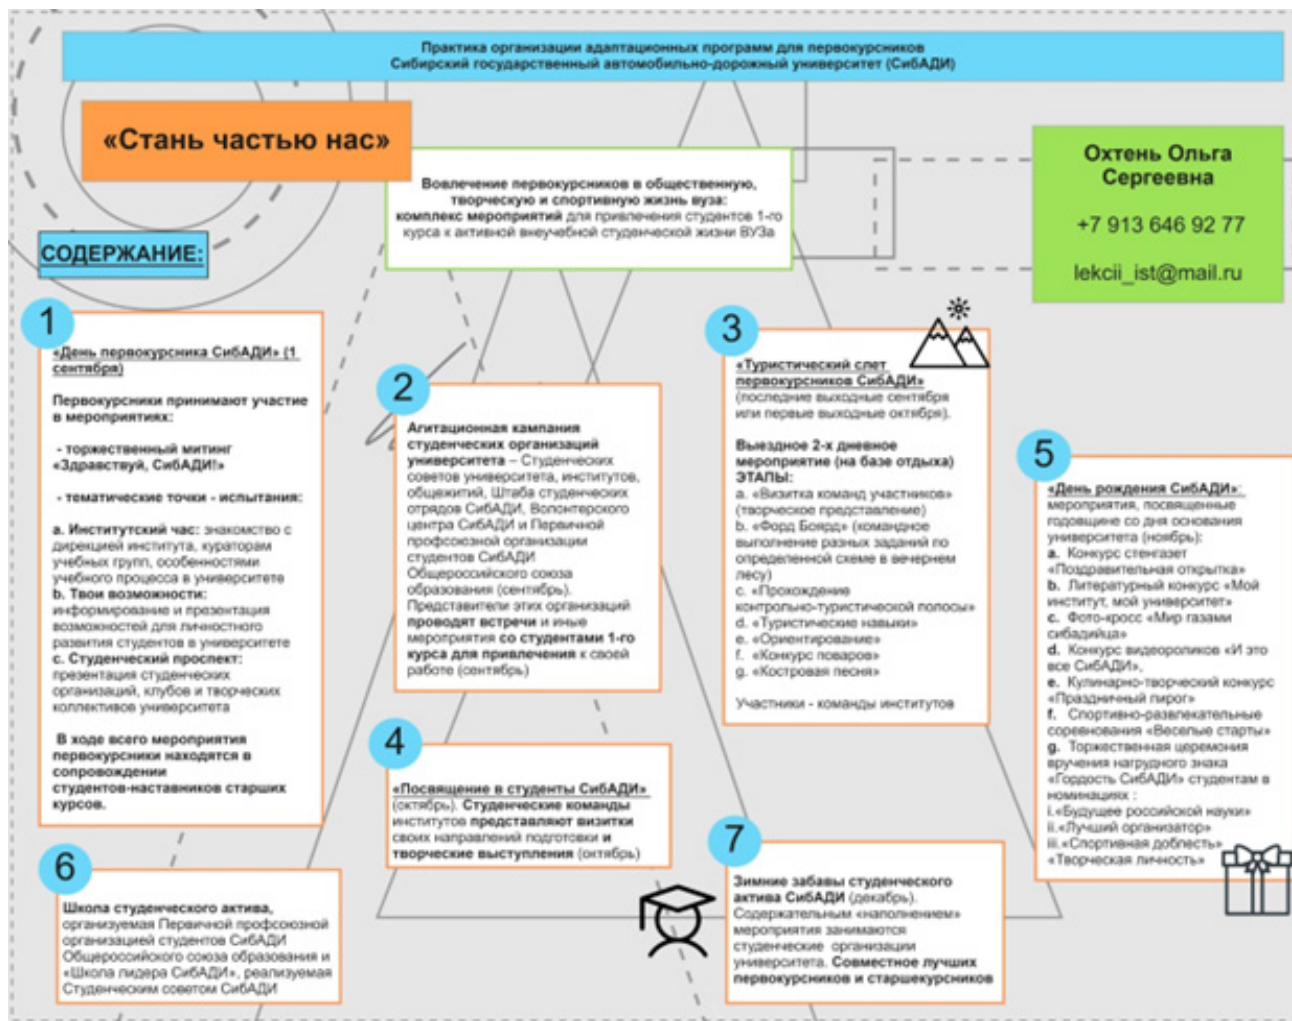 Практика организации адаптационных программ для первокурсников
Сибирский государственный автомобильно-дорожный университет (СибАДИ)
«Стань частью нас»
Вовлечение первокурсников в общественную,
творческую и спортивную жизнь вуза:
комплекс мероприятий для привлечения студентов 1-го
курса к активной внеучебной студенческой жизни ВУЗа
Охтень Ольга
Сергеевна
+7 913 646 92 77
lekcii_ist@mail.ru
СОДЕРЖАНИЕ:
1
«День первокурсника СибАДИ» (1
сентября)
Первокурсники принимают участие
в мероприятиях:
- торжественный митинг
«Здравствуй, СибАДИ!»
- тематические точки - испытания:
a. Институтский час: знакомство с
дирекцией института, кураторам
учебных групп, особенностями
учебного процесса в университете
b. Твои возможности:
информирование и презентация
возможностей для личностного
развития студентов в университете
c. Студенческий проспект:
презентация студенческих
организаций, клубов и творческих
коллективов университета
В ходе всего мероприятия
первокурсники находятся в
сопровождении
студентов-наставников старших
курсов.
2
Агитационная кампания
студенческих организаций
университета – Студенческих
советов университета, институтов,
общежитий, Штаба студенческих
отрядов СибАДИ, Волонтерского
центра СибАДИ и Первичной
профсоюзной организации
студентов СибАДИ
Общероссийского союза
образования (сентябрь).
Представители этих организаций
проводят встречи и иные
мероприятия со студентами 1-го
курса для привлечения к своей
работе (сентябрь)
3
«Туристический слет
первокурсников СибАДИ»
(последние выходные сентября
или первые выходные октября).
Выездное 2-х дневное
мероприятие (на базе отдыха)
ЭТАПЫ:
a. «Визитка команд участников»
(творческое представление)
b. «Форд Боярд» (командное
выполнение разных заданий по
определенной схеме в вечернем
лесу)
c. «Прохождение
контрольно-туристической полосы»
d. «Туристические навыки»
e. «Ориентирование»
f. «Конкурс поваров»
g. «Костровая песня»
Участники - команды институтов
4
«Посвящение в студенты СибАДИ»
(октябрь). Студенческие команды
институтов представляют визитки
своих направлений подготовки и
творческие выступления (октябрь)
5
«День рождения СибАДИ»:
мероприятия, посвященные
годовщине со дня основания
университета (ноябрь):
a. Конкурс стенгазет
«Поздравительная открытка»
b. Литературный конкурс «Мой
институт, мой университет»
c. Фото-кросс «Мир газами
сибадийца»
d. Конкурс видеороликов «И это
все СибАДИ»,
e. Кулинарно-творческий конкурс
«Праздничный пирог»
f. Спортивно-развлекательные
соревнования «Веселые старты»
g. Торжественная церемония
вручения нагрудного знака
«Гордость СибАДИ» студентам в
номинациях :
i.«Будущее российской науки»
ii.«Лучший организатор»
iii.«Спортивная доблесть»
«Творческая личность»
6
Школа студенческого актива,
организуемая Первичной профсоюзной
организацией студентов СибАДИ
Общероссийского союза образования и
«Школа лидера СибАДИ», реализуемая
Студенческим советом СибАДИ
7
Зимние забавы студенческого
актива СибАДИ (декабрь).
Содержательным «наполнением»
мероприятия занимаются
студенческие организации
университета. Совместное лучших
первокурсников и старшекурсников